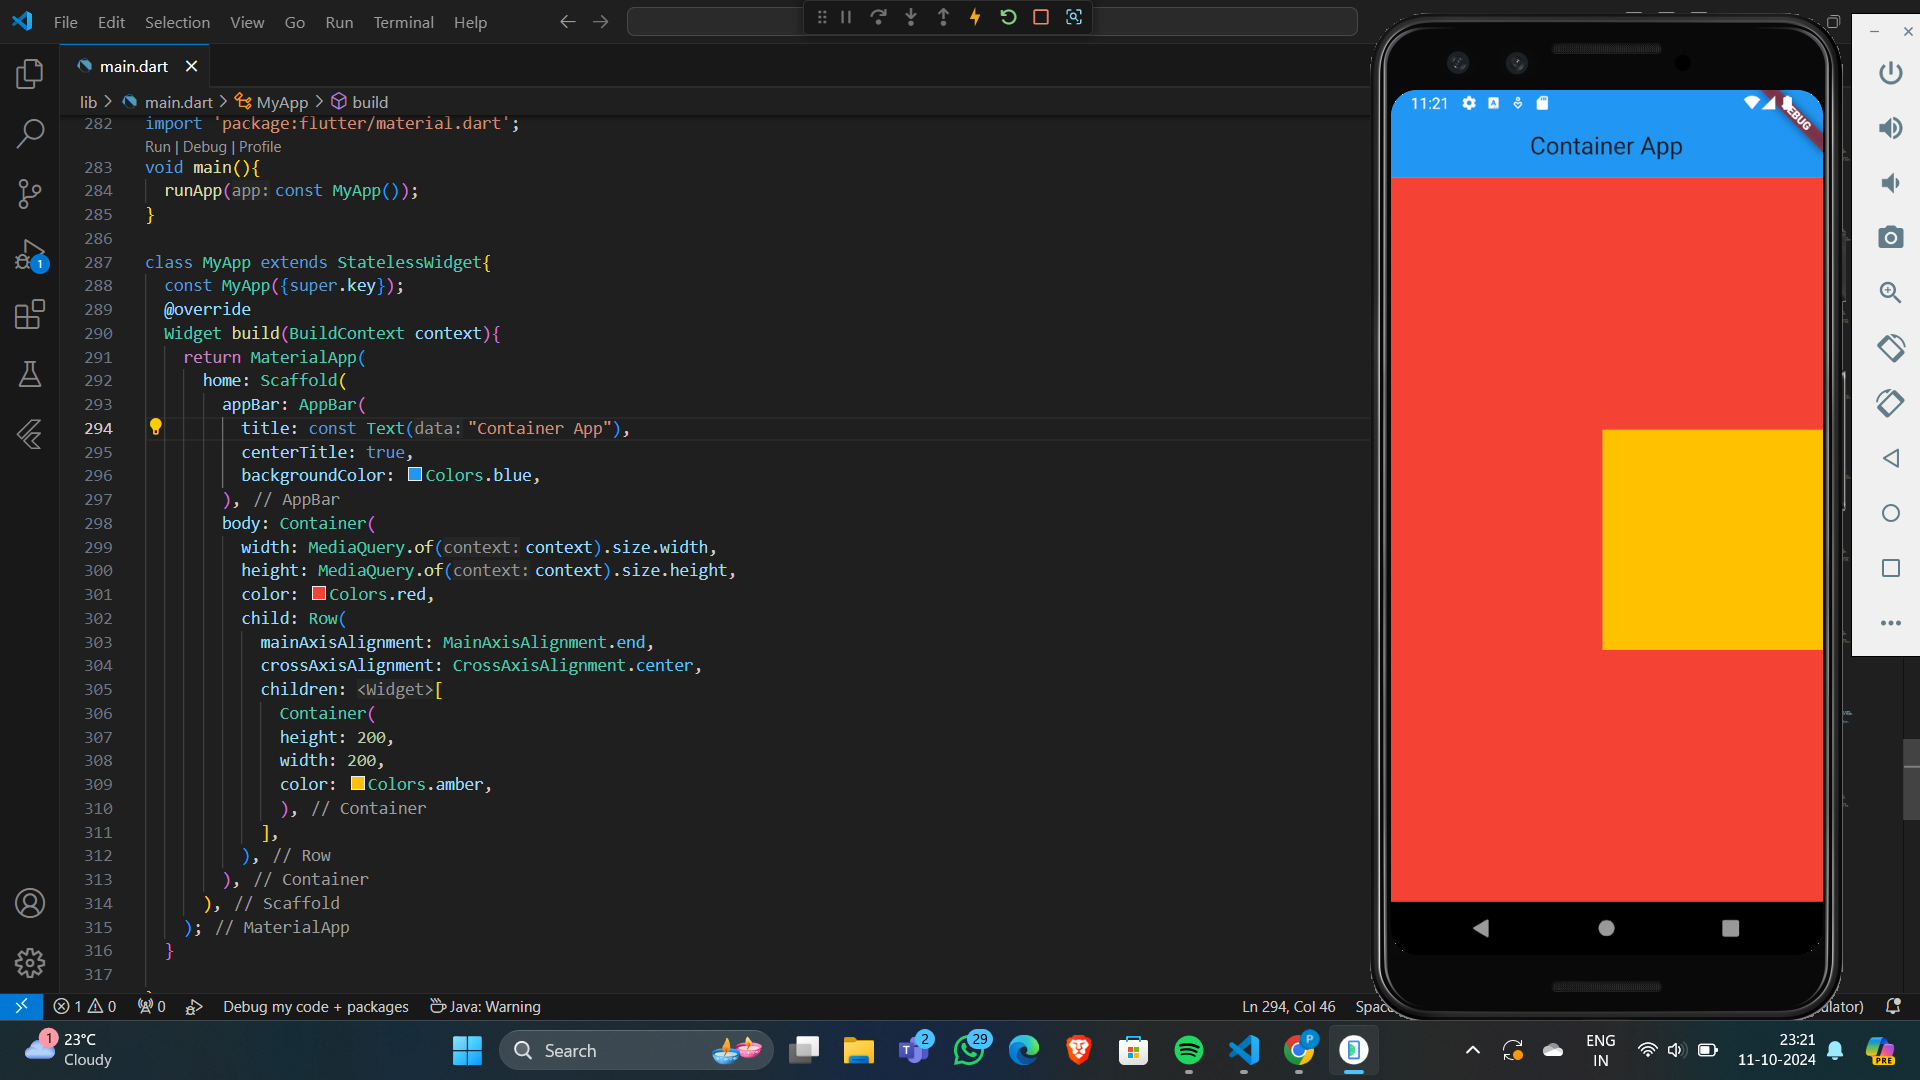 File Edit Selection View Go Run Terminal Help
main.dart
lib > main.dart > MyApp > build
282 import 'package:flutter/material.dart';
Run | Debug | Profile
283 void main(){
284 runApp(app: const MyApp());
285 }
286
287 class MyApp extends StatelessWidget{
288 const MyApp({super.key});
289 @override
290 Widget build(BuildContext context){
291 return MaterialApp(
292 home: Scaffold(
293 appBar: AppBar(
294 title: const Text(data: "Container App"),
295 centerTitle: true,
296 backgroundColor: Colors.blue,
297 ), // AppBar
298 body: Container(
299 width: MediaQuery.of(context: context).size.width,
300 height: MediaQuery.of(context: context).size.height,
301 color: Colors.red,
302 child: Row(
303 mainAxisAlignment: MainAxisAlignment.end,
304 crossAxisAlignment: CrossAxisAlignment.center,
305 children: <Widget>[
306 Container(
307 height: 200,
308 width: 200,
309 color: Colors.amber,
310 ), // Container
311 ],
312 ), // Row
313 ), // Container
314 ), // Scaffold
315 ); // MaterialApp
316 }
317
1
11:21
Container App
1 0 0 Debug my code + packages Java: Warning
Ln 294, Col 46
1
23°C
Cloudy
Search
2
29
P
ENG
IN
23:21
11-10-2024
PRE